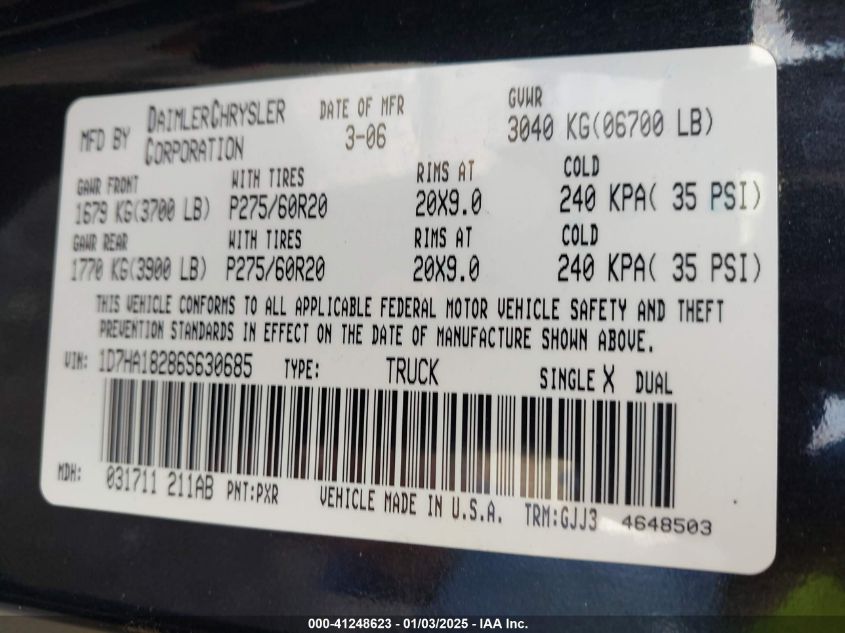 MFD BY DAIMLERCHRYSLER CORPORATION DATE OF MFR 3-06 GVWR 3040 KG(06700 LB)
GAWR FRONT WITH TIRES RIMS AT COLD
1679 KG(3700 LB) P275/60R20 20X9.0 240 KPA( 35 PSI)
GAWR REAR WITH TIRES RIMS AT COLD
1770 KG(3900 LB) P275/60R20 20X9.0 240 KPA( 35 PSI)
THIS VEHICLE CONFORMS TO ALL APPLICABLE FEDERAL MOTOR VEHICLE SAFETY AND THEFT
PREVENTION STANDARDS IN EFFECT ON THE DATE OF MANUFACTURE SHOWN ABOVE.
VIN: 1D7HA18286S630685 TYPE: TRUCK SINGLE X DUAL
MDH: 031711 211AB PNT:PXR VEHICLE MADE IN U.S.A. TRM:GJJ3 4648503
000-41248623 - 01/03/2025 - IAA Inc.